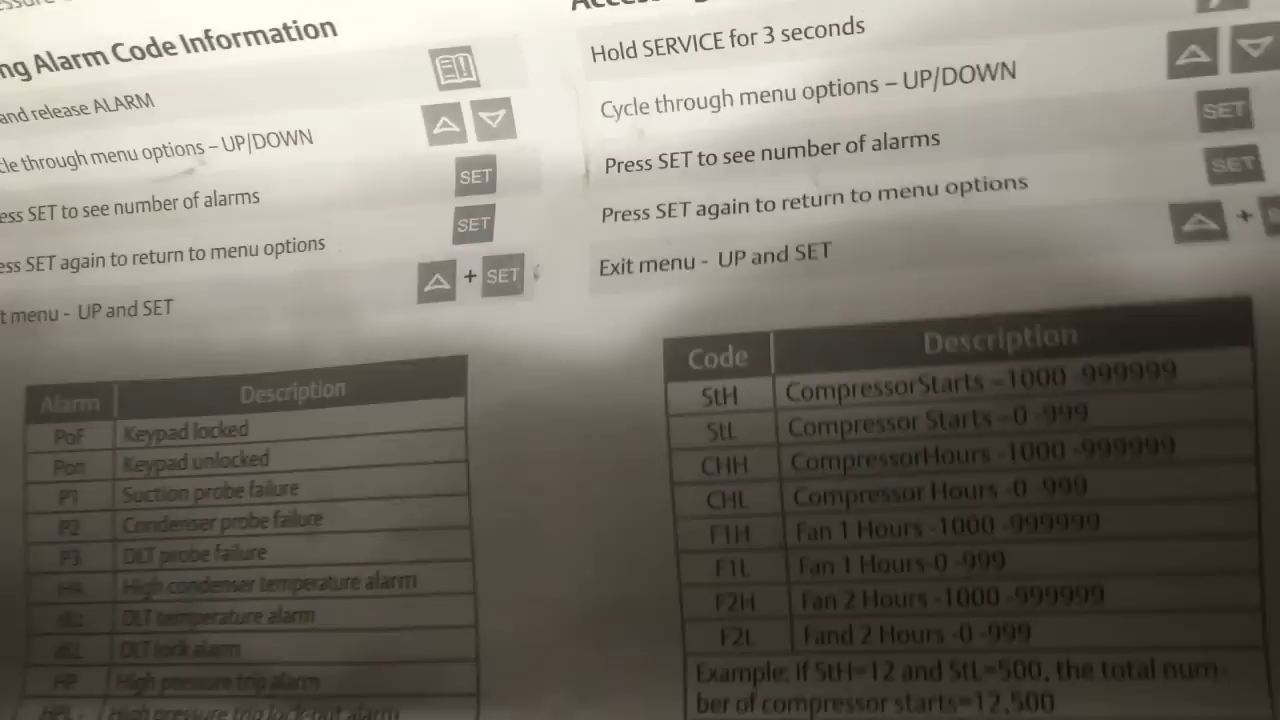 ng Alarm Code Information
and release ALARM
cle through menu options – UP/DOWN
ess SET to see number of alarms
SET
ess SET again to return to menu options
SET
t menu - UP and SET
+ SET
Hold SERVICE for 3 seconds
Cycle through menu options – UP/DOWN
Press SET to see number of alarms
SET
Press SET again to return to menu options
SET
Exit menu - UP and SET
+
Alarm Description
PoF Keypad locked
Pon Keypad unlocked
P1 Suction probe failure
P2 Condenser probe failure
P3 DLT probe failure
HA High condenser temperature alarm
DLT temperature alarm
DLT lock alarm
HP High pressure trip alarm
High pressure trip lock-out alarm
Code Description
StH CompressorStarts –1000 -999999
StL Compressor Starts –0 -999
CHH CompressorHours -1000 -999999
CHL Compressor Hours -0 -999
F1H Fan 1 Hours -1000 -999999
F1L Fan 1 Hours-0 -999
F2H Fan 2 Hours -1000 -999999
F2L Fand 2 Hours -0 -999
Example: If StH=12 and StL=500, the total num-
ber of compressor starts=12,500